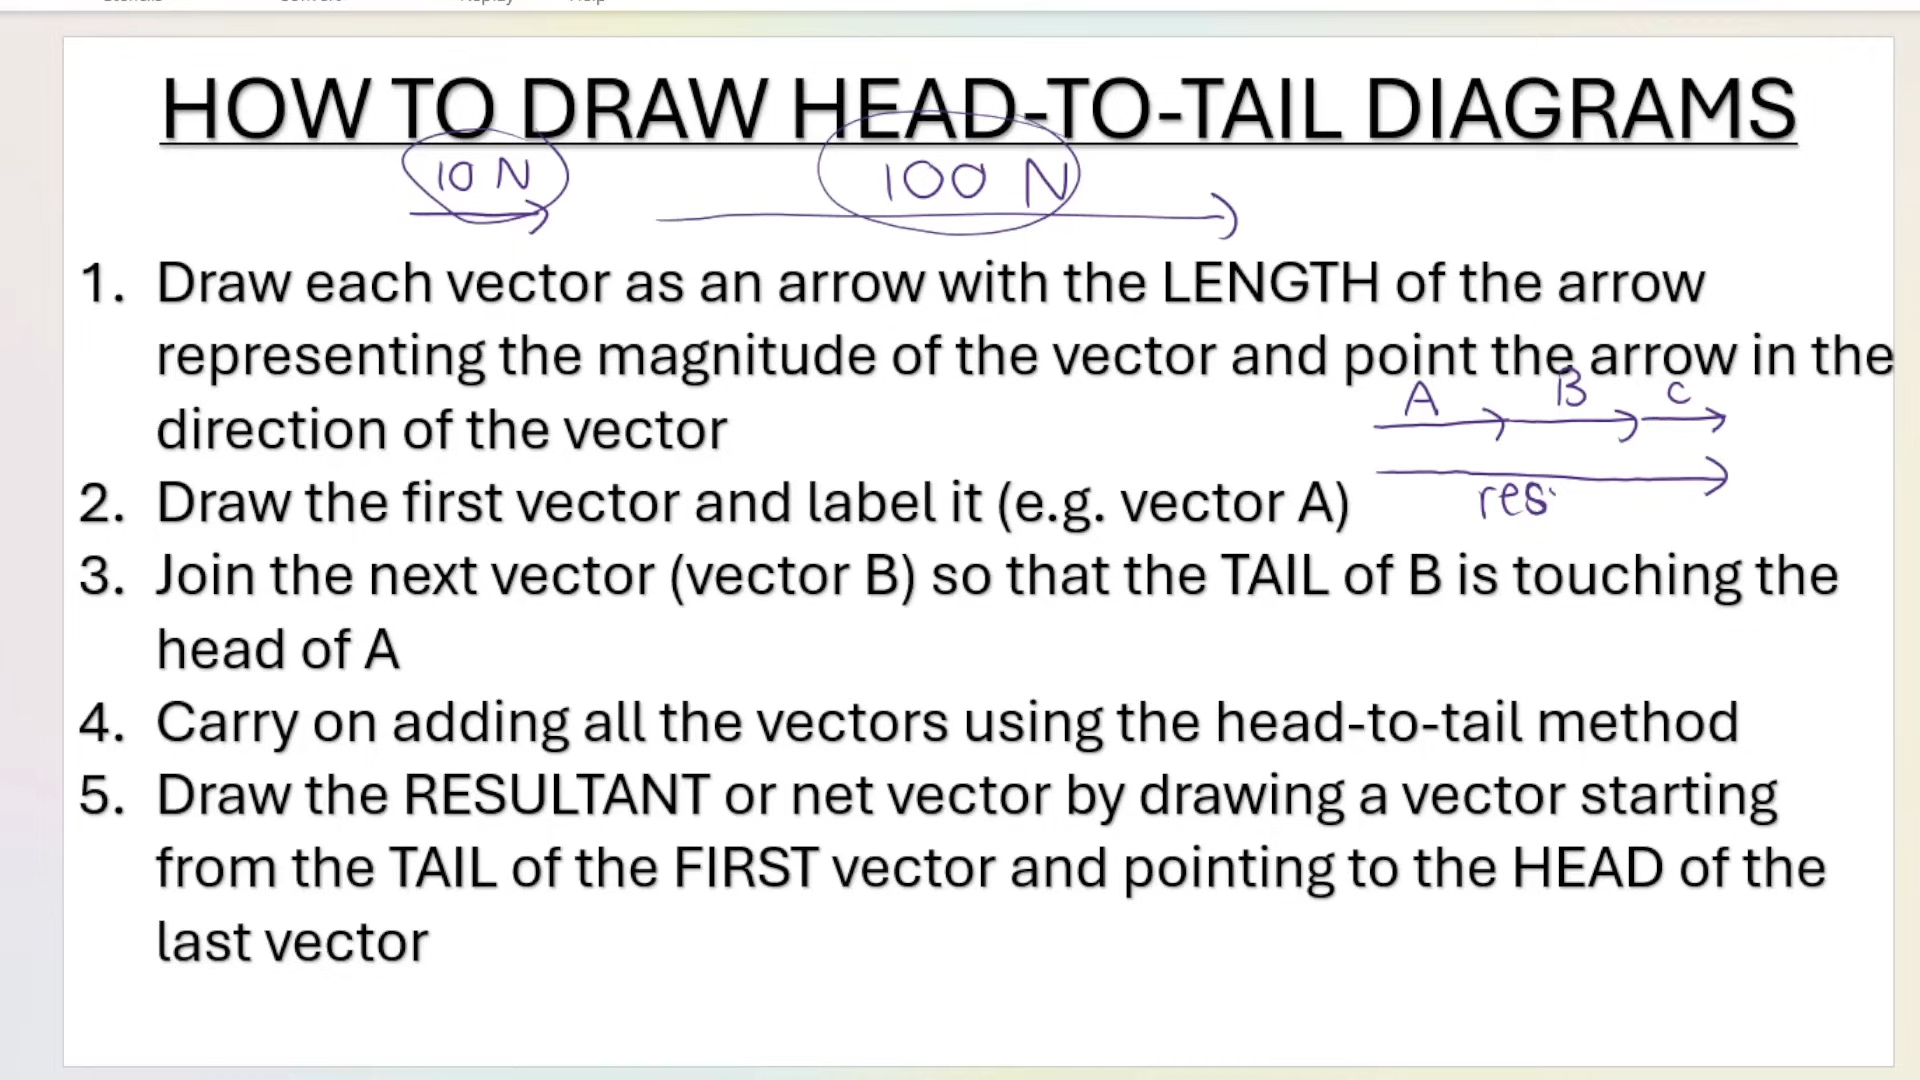 HOW TO DRAW HEAD-TO-TAIL DIAGRAMS
10 N 100 N
1. Draw each vector as an arrow with the LENGTH of the arrow
representing the magnitude of the vector and point the arrow in the
direction of the vector
A B C
2. Draw the first vector and label it (e.g. vector A)
res
3. Join the next vector (vector B) so that the TAIL of B is touching the
head of A
4. Carry on adding all the vectors using the head-to-tail method
5. Draw the RESULTANT or net vector by drawing a vector starting
from the TAIL of the FIRST vector and pointing to the HEAD of the
last vector